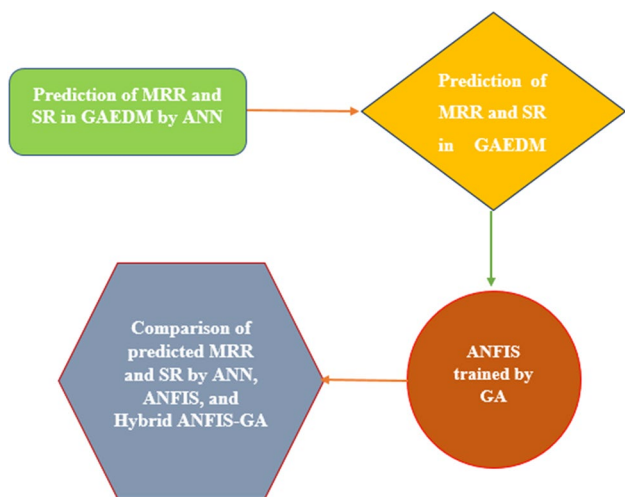 Prediction of MRR and
SR in GAEDM by ANN
Prediction of
MRR and SR
in GAEDM
ANFIS
trained by
GA
Comparison of
predicted MRR
and SR by ANN,
ANFIS, and
Hybrid ANFIS-GA